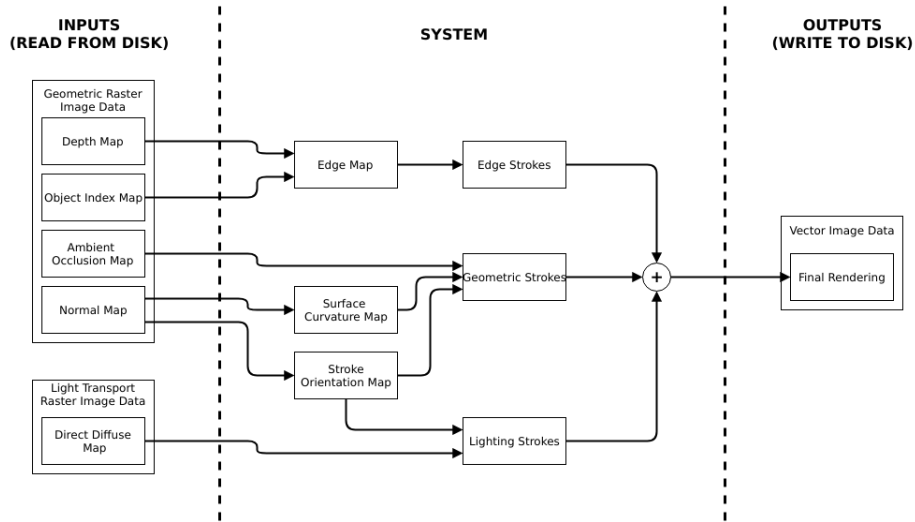 INPUTS
(READ FROM DISK)
SYSTEM
OUTPUTS
(WRITE TO DISK)
Geometric Raster
Image Data
Depth Map
Object Index Map
Ambient
Occlusion Map
Normal Map
Light Transport
Raster Image Data
Direct Diffuse
Map
Edge Map
Surface
Curvature Map
Stroke
Orientation Map
Edge Strokes
Geometric Strokes
Lighting Strokes
+
Vector Image Data
Final Rendering